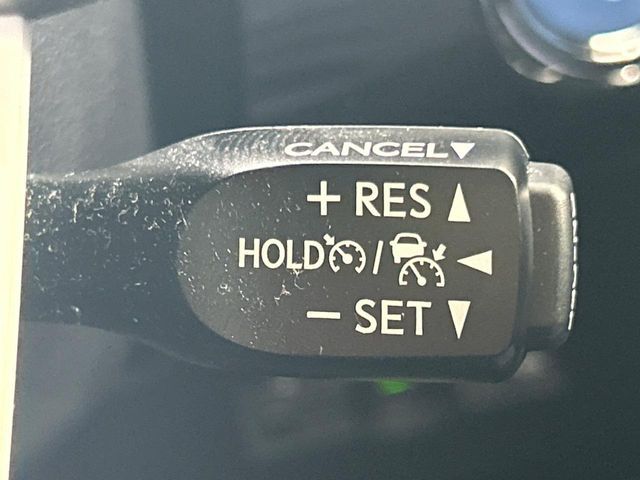 CANCEL▼
+ RES ▲
HOLD / ◀
− SET ▼